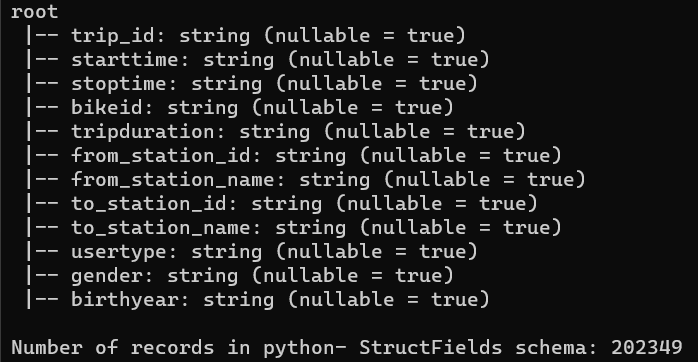 root
 |-- trip_id: string (nullable = true)
 |-- starttime: string (nullable = true)
 |-- stoptime: string (nullable = true)
 |-- bikeid: string (nullable = true)
 |-- tripduration: string (nullable = true)
 |-- from_station_id: string (nullable = true)
 |-- from_station_name: string (nullable = true)
 |-- to_station_id: string (nullable = true)
 |-- to_station_name: string (nullable = true)
 |-- usertype: string (nullable = true)
 |-- gender: string (nullable = true)
 |-- birthyear: string (nullable = true)
Number of records in python- StructFields schema: 202349